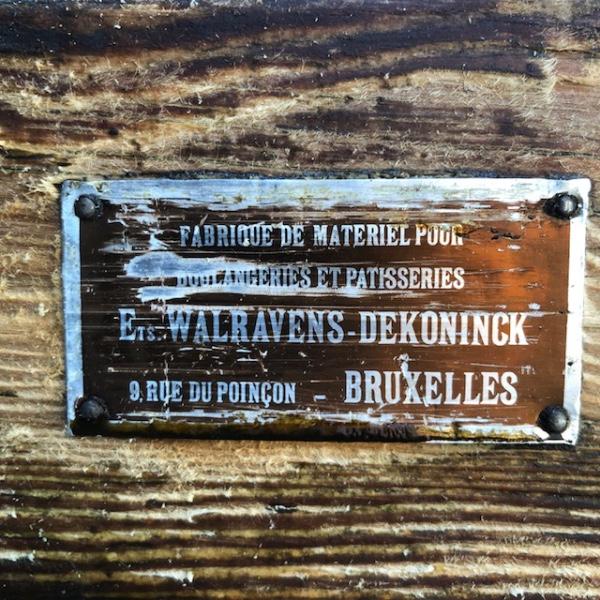 FABRIQUE DE MATERIEL POUR
BOULANGERIES ET PATISSERIES
ETS. WALRAVENS-DEKONINCK
9, RUE DU POINÇON - BRUXELLES